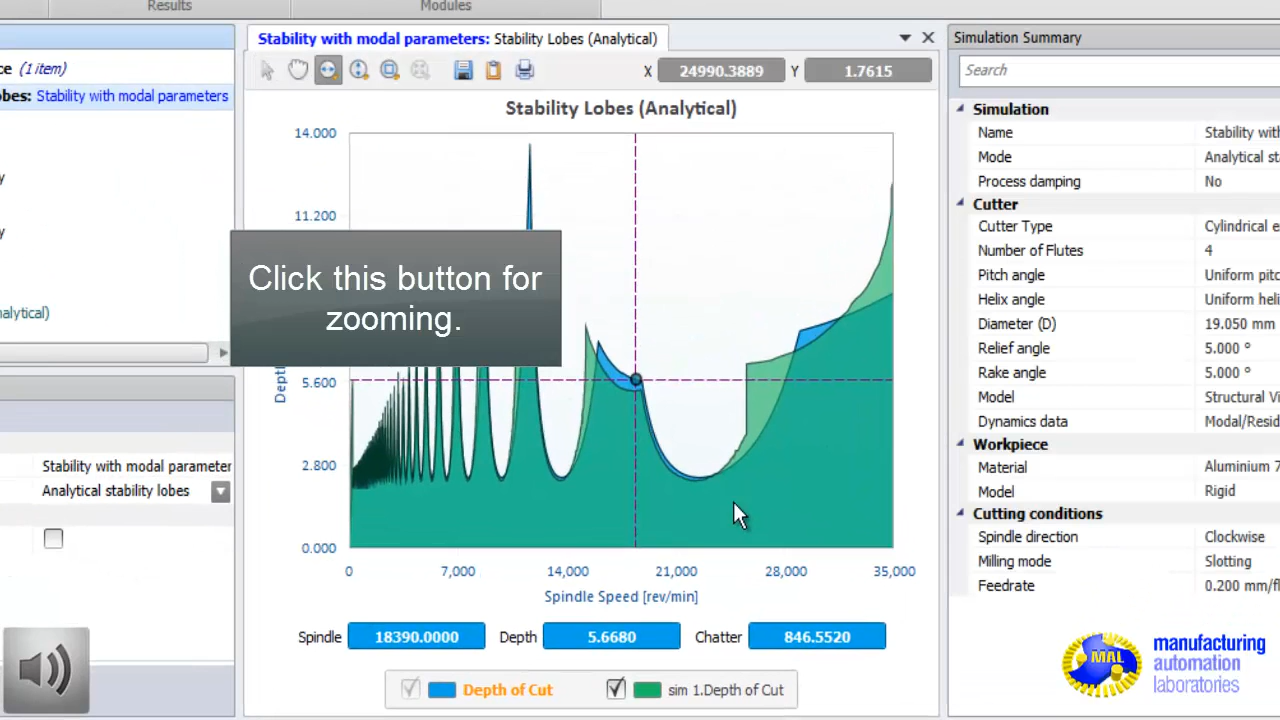 Results
Modules
ce (1 item)
obes: Stability with modal parameters
y
y
nalytical)
Stability with modal parameter
Analytical stability lobes
Stability with modal parameters: Stability Lobes (Analytical)
X 24990.3889 Y 1.7615
Stability Lobes (Analytical)
14.000
11.200
5.600
2.800
0.000
Depth
Click this button for
zooming.
0 7,000 14,000 21,000 28,000 35,000
Spindle Speed [rev/min]
Spindle 18390.0000 Depth 5.6680 Chatter 846.5520
Depth of Cut sim 1.Depth of Cut
Simulation Summary
Search
Simulation
Name Stability with
Mode Analytical sta
Process damping No
Cutter
Cutter Type Cylindrical e
Number of Flutes 4
Pitch angle Uniform pitc
Helix angle Uniform heli
Diameter (D) 19.050 mm
Relief angle 5.000 °
Rake angle 5.000 °
Model Structural Vi
Dynamics data Modal/Resid
Workpiece
Material Aluminium 7
Model Rigid
Cutting conditions
Spindle direction Clockwise
Milling mode Slotting
Feedrate 0.200 mm/f
MAL
manufacturing
automation
laboratories